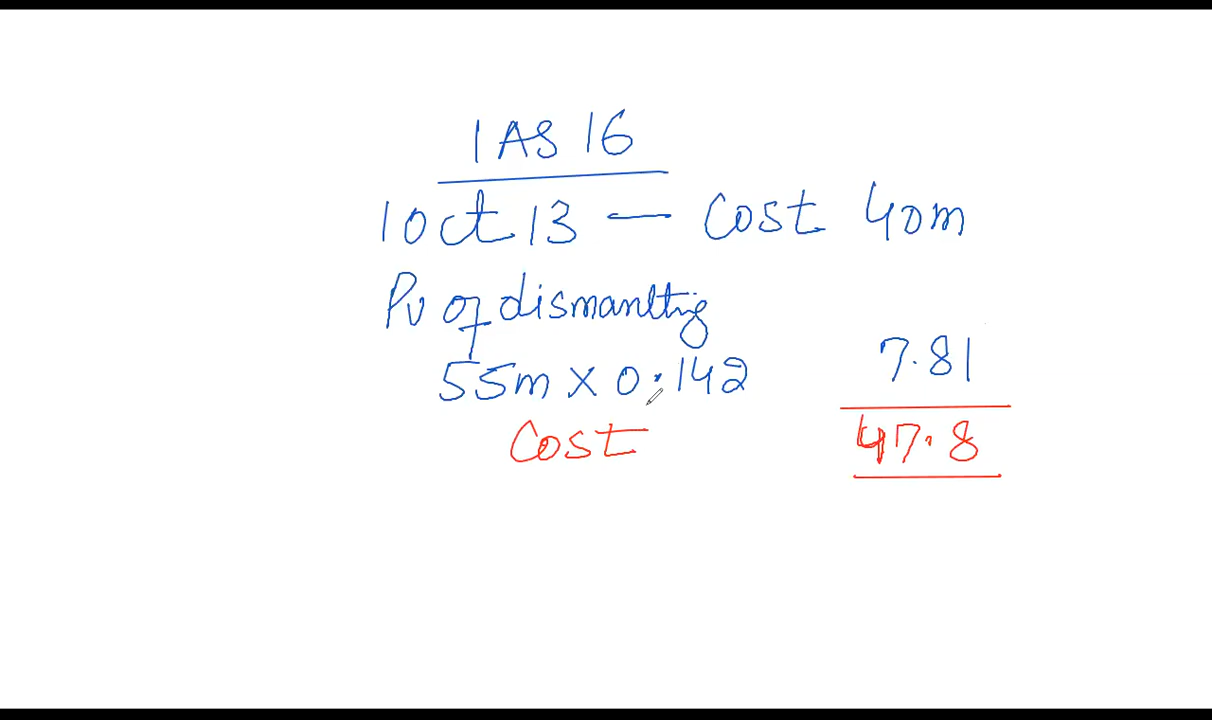 IAS 16
1 Oct 13 — Cost 40m
PV of dismantling
55m × 0.142 7.81
Cost 47.8